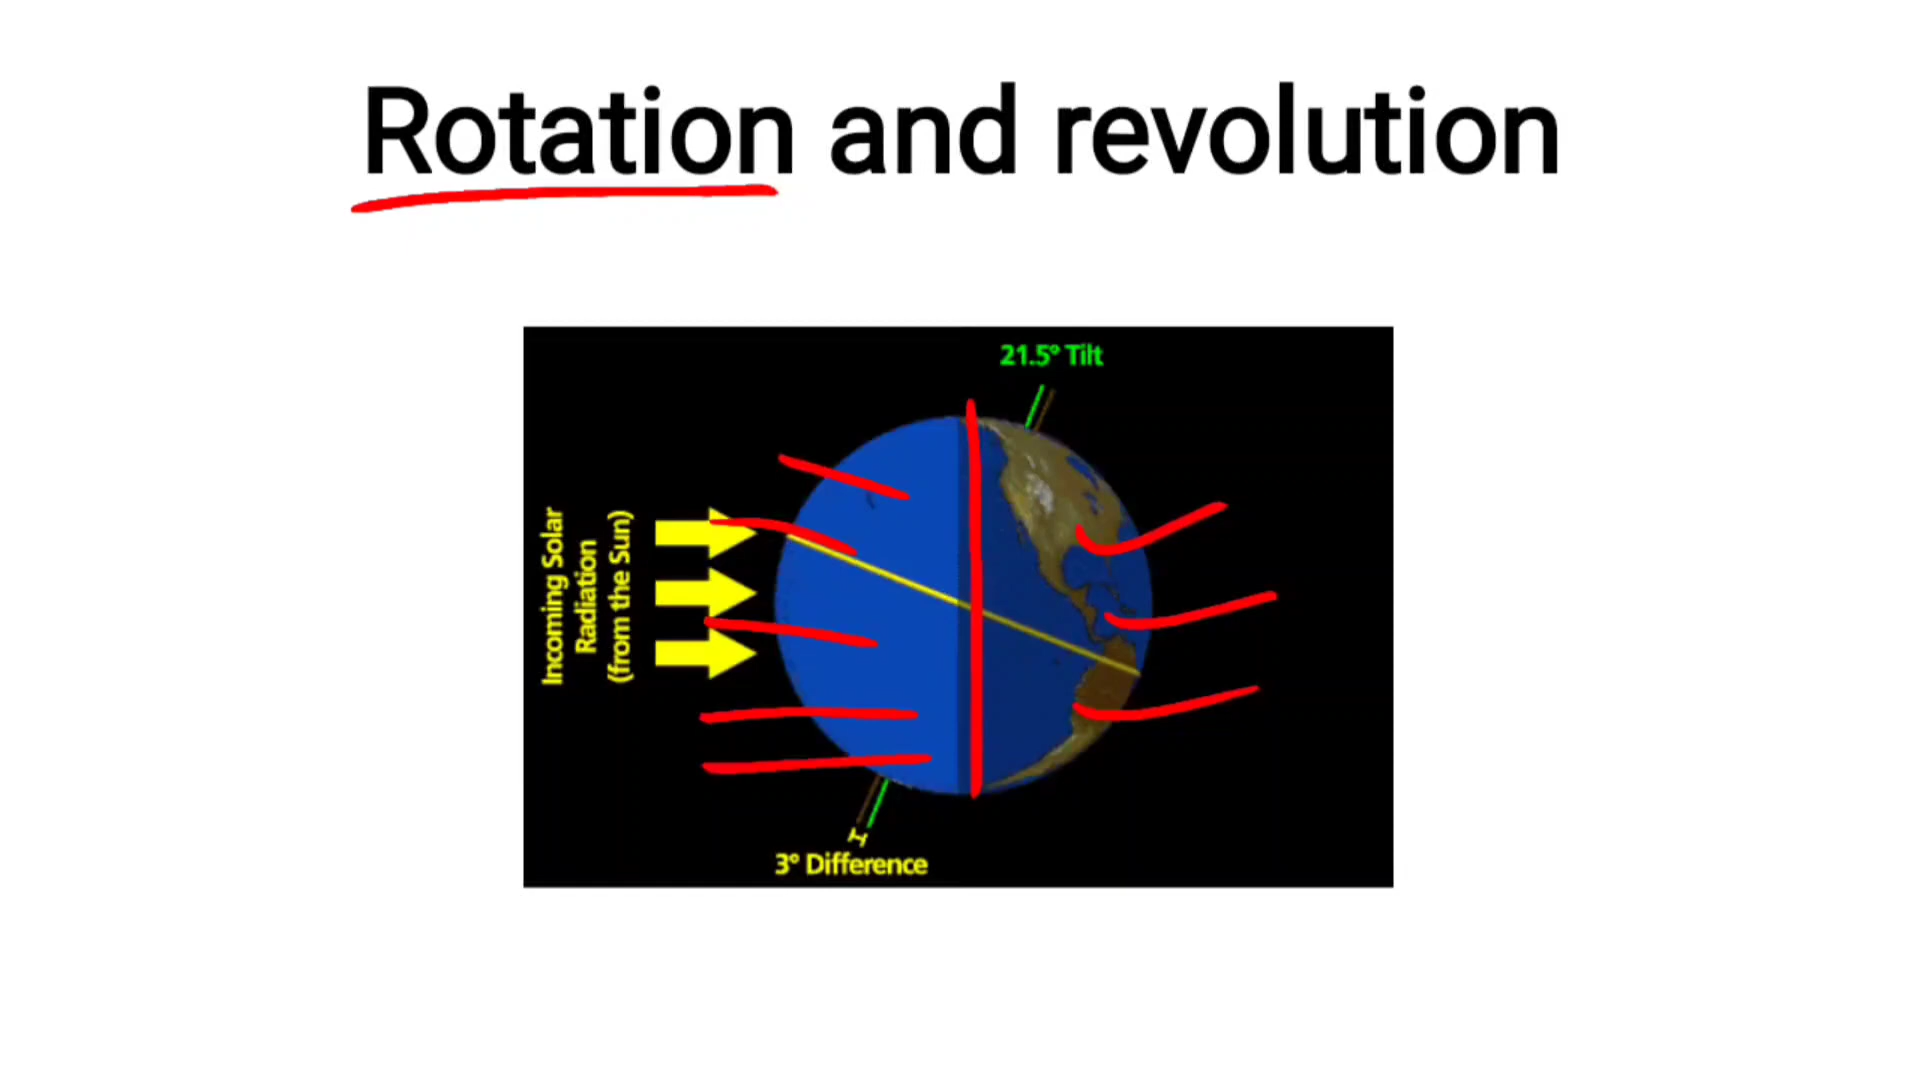 Rotation and revolution
21.5° Tilt
Incoming Solar
Radiation
(from the Sun)
3° Difference